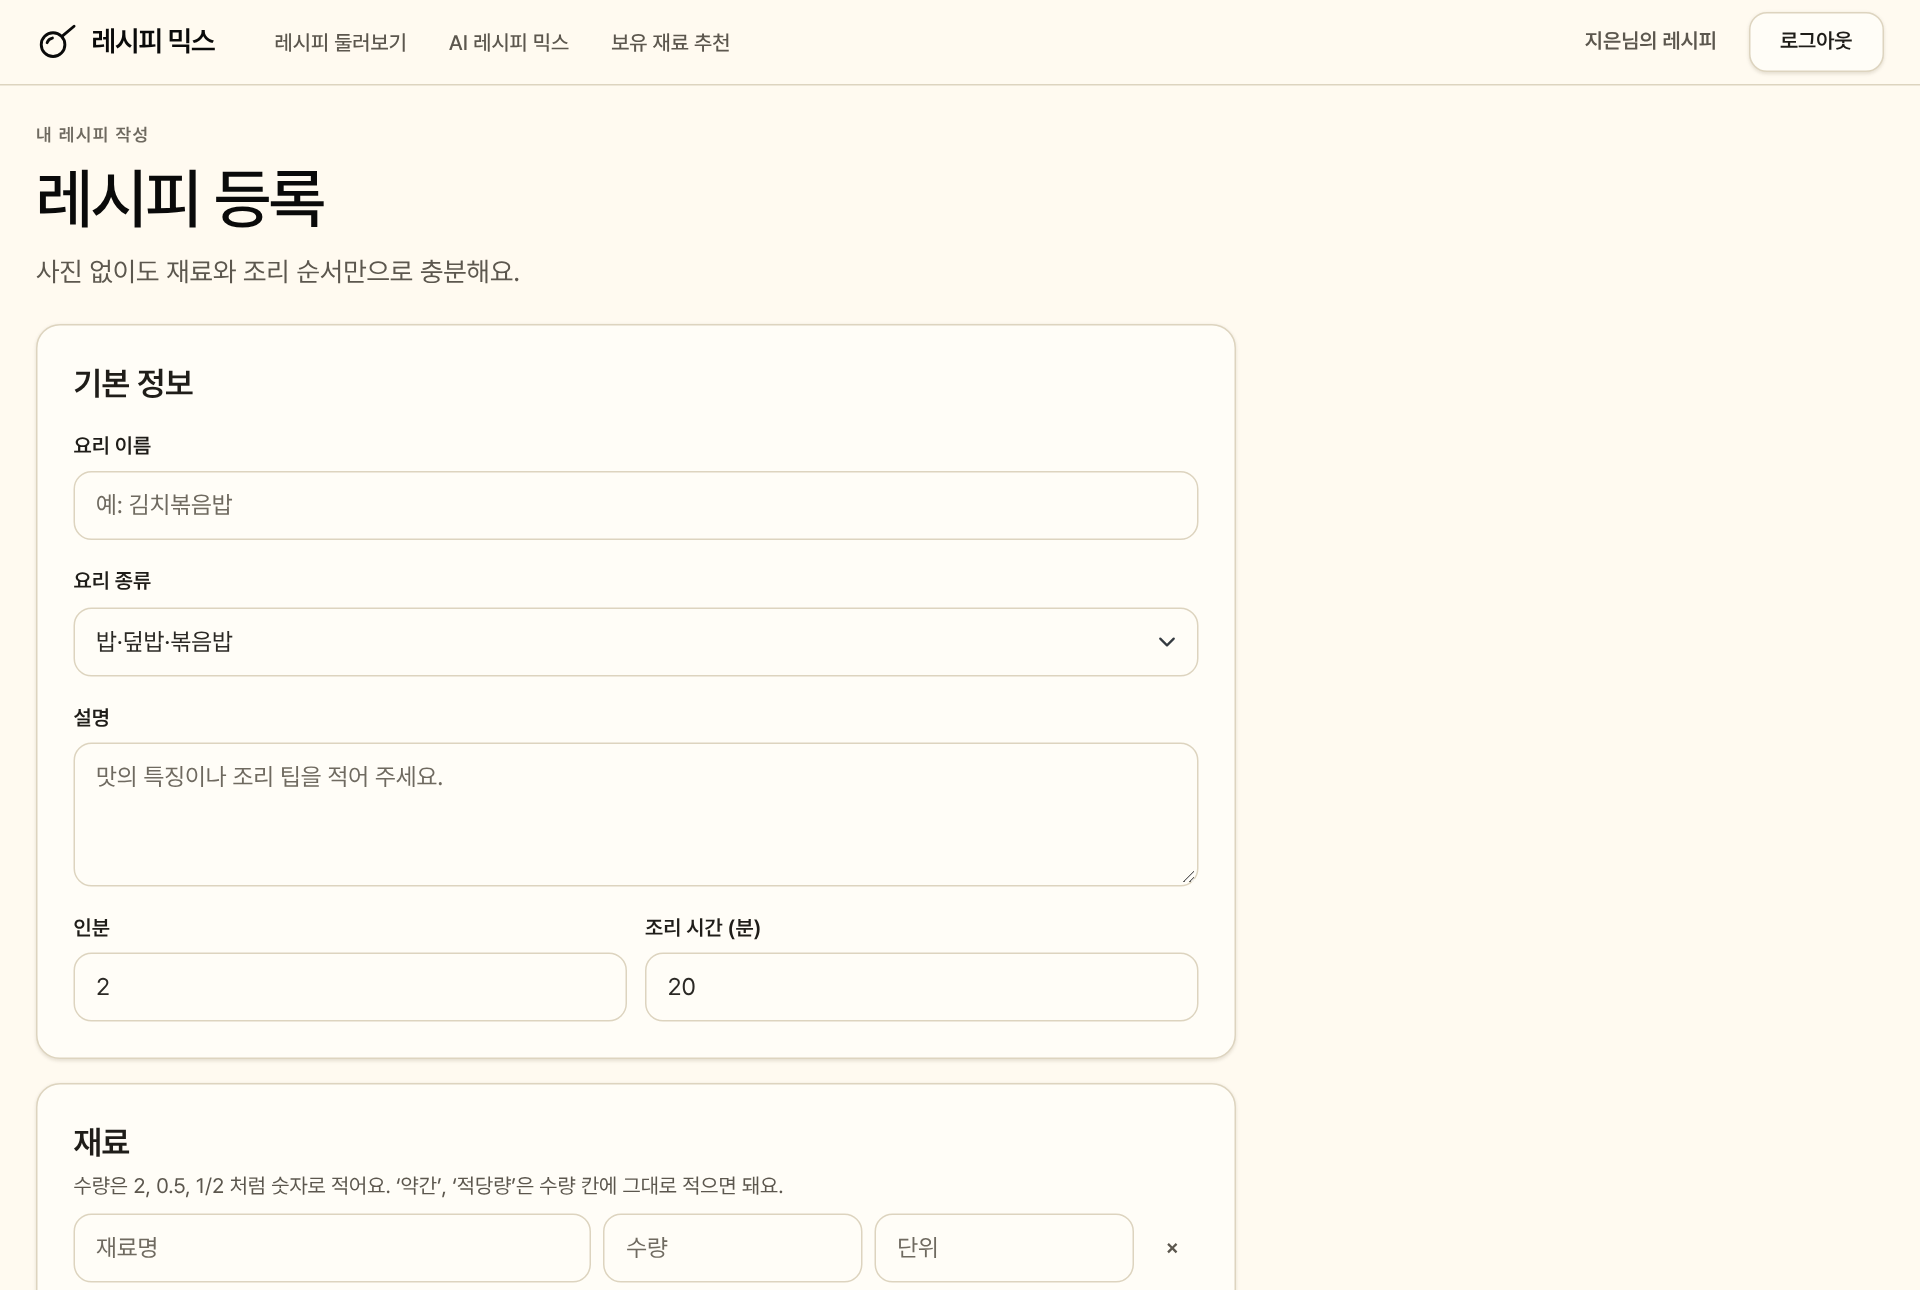 레시피 믹스
레시피 둘러보기
AI 레시피 믹스
보유 재료 추천
지은님의 레시피
로그아웃
내 레시피 작성
레시피 등록
사진 없이도 재료와 조리 순서만으로 충분해요.
기본 정보
요리 이름
예: 김치볶음밥
요리 종류
밥·덮밥·볶음밥
설명
맛의 특징이나 조리 팁을 적어 주세요.
인분
조리 시간 (분)
2
20
재료
수량은 2, 0.5, 1/2 처럼 숫자로 적어요. ‘약간’, ‘적당량’은 수량 칸에 그대로 적으면 돼요.
재료명
수량
단위
×